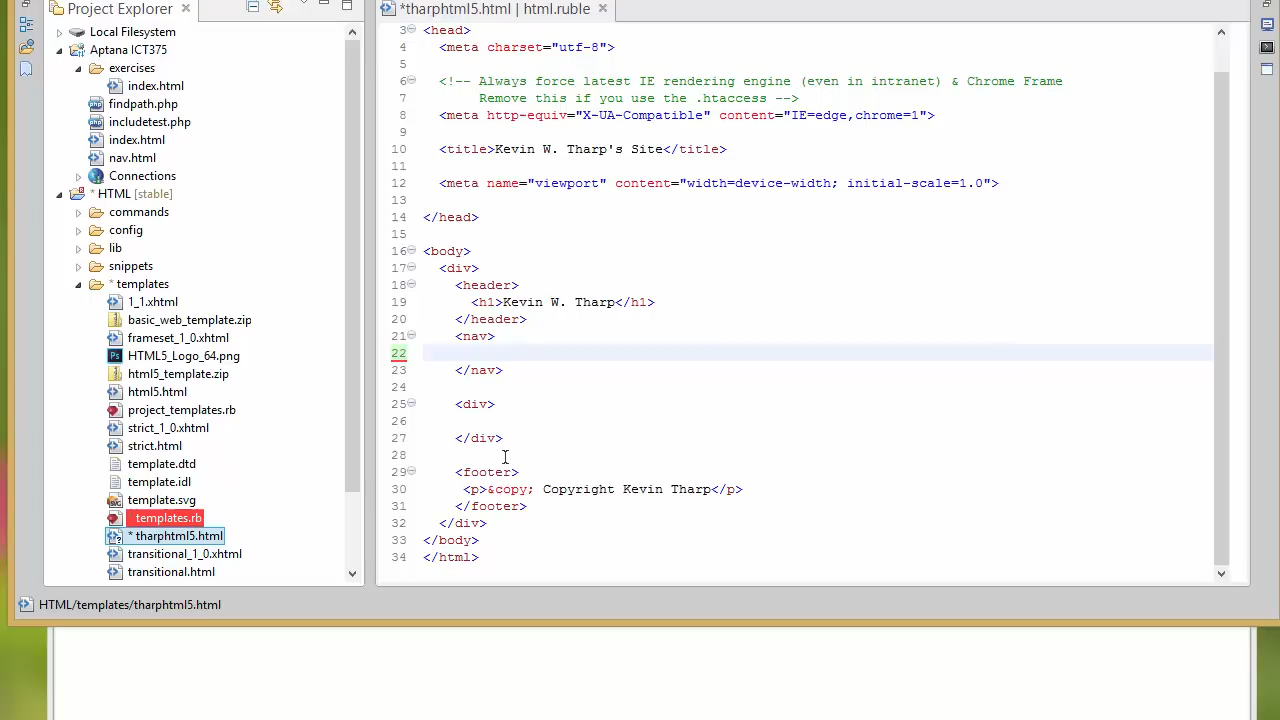 Project Explorer
Local Filesystem
Aptana ICT375
exercises
index.html
findpath.php
includetest.php
index.html
nav.html
Connections
* HTML [stable]
commands
config
lib
snippets
* templates
1_1.xhtml
basic_web_template.zip
frameset_1_0.xhtml
HTML5_Logo_64.png
html5_template.zip
html5.html
project_templates.rb
strict_1_0.xhtml
strict.html
template.dtd
template.idl
template.svg
templates.rb
* tharphtml5.html
transitional_1_0.xhtml
transitional.html
*tharphtml5.html | html.ruble
3 <head>
4 <meta charset="utf-8">
5
6 <!-- Always force latest IE rendering engine (even in intranet) & Chrome Frame
7 Remove this if you use the .htaccess -->
8 <meta http-equiv="X-UA-Compatible" content="IE=edge,chrome=1">
9
10 <title>Kevin W. Tharp's Site</title>
11
12 <meta name="viewport" content="width=device-width; initial-scale=1.0">
13
14 </head>
15
16 <body>
17 <div>
18 <header>
19 <h1>Kevin W. Tharp</h1>
20 </header>
21 <nav>
22
23 </nav>
24
25 <div>
26
27 </div>
28
29 <footer>
30 <p>&copy; Copyright Kevin Tharp</p>
31 </footer>
32 </div>
33 </body>
34 </html>
HTML/templates/tharphtml5.html